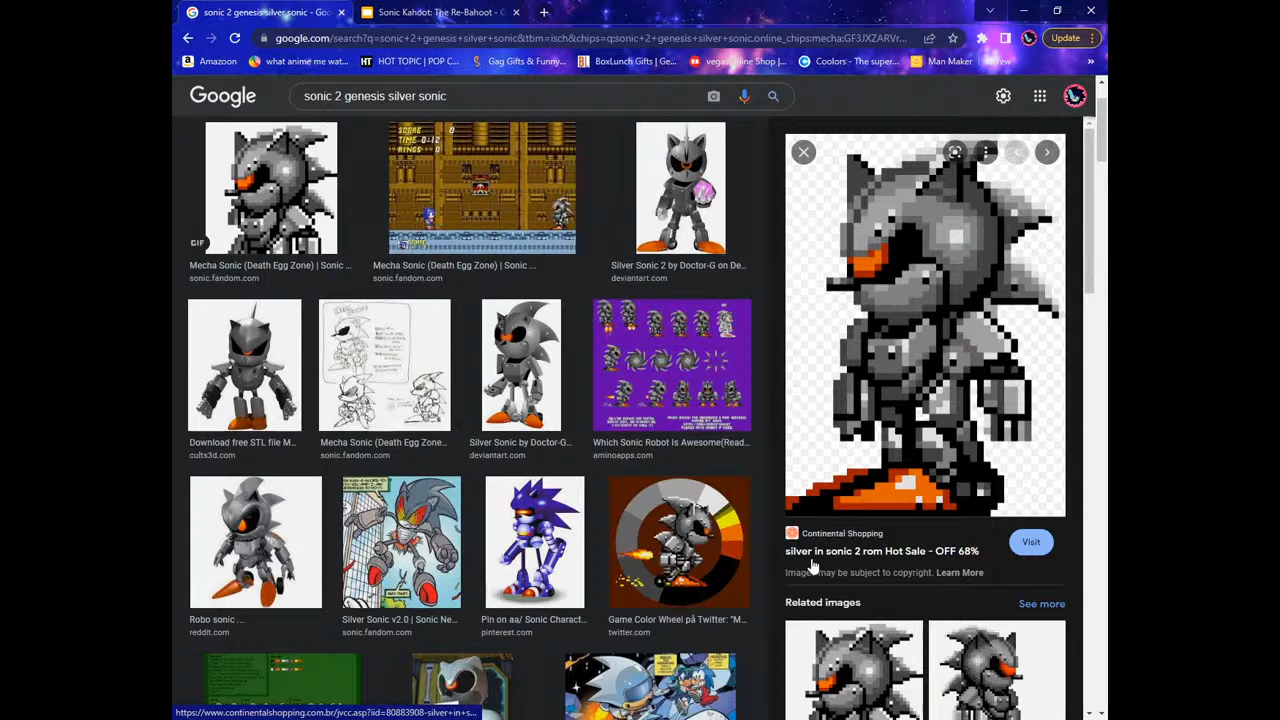 sonic 2 genesis silver sonic - Goo
Sonic Kahoot: The Re-Bahoot - G
google.com/search?q=sonic+2+genesis+silver+sonic&tbm=isch&chips=q:sonic+2+genesis+silver+sonic,online_chips:mecha:GF3JXZARVr...
Update
Amazoon
what anime me wat...
HOT TOPIC | POP C...
Gag Gifts & Funny...
BoxLunch Gifts | Ge...
vegas online Shop |...
Coolors - The super...
Man Maker
»
Google
sonic 2 genesis silver sonic
SCORE 0
TIME 0:12
RINGS 0
GIF
Mecha Sonic (Death Egg Zone) | Sonic ...
sonic.fandom.com
Mecha Sonic (Death Egg Zone) | Sonic ...
sonic.fandom.com
Silver Sonic 2 by Doctor-G on De...
deviantart.com
Download free STL file M...
cults3d.com
Mecha Sonic (Death Egg Zone...
sonic.fandom.com
Silver Sonic by Doctor-G...
deviantart.com
Which Sonic Robot Is Awesome(Read...
aminoapps.com
Continental Shopping
silver in sonic 2 rom Hot Sale - OFF 68%
Visit
Images may be subject to copyright. Learn More
Related images
See more
Robo sonic ...
reddit.com
Silver Sonic v2.0 | Sonic Ne...
sonic.fandom.com
Pin on aa/ Sonic Charact...
pinterest.com
Game Color Wheel på Twitter: "M...
twitter.com
https://www.continentalshopping.com.br/jvcc.asp?iid=80883908-silver+in+s...